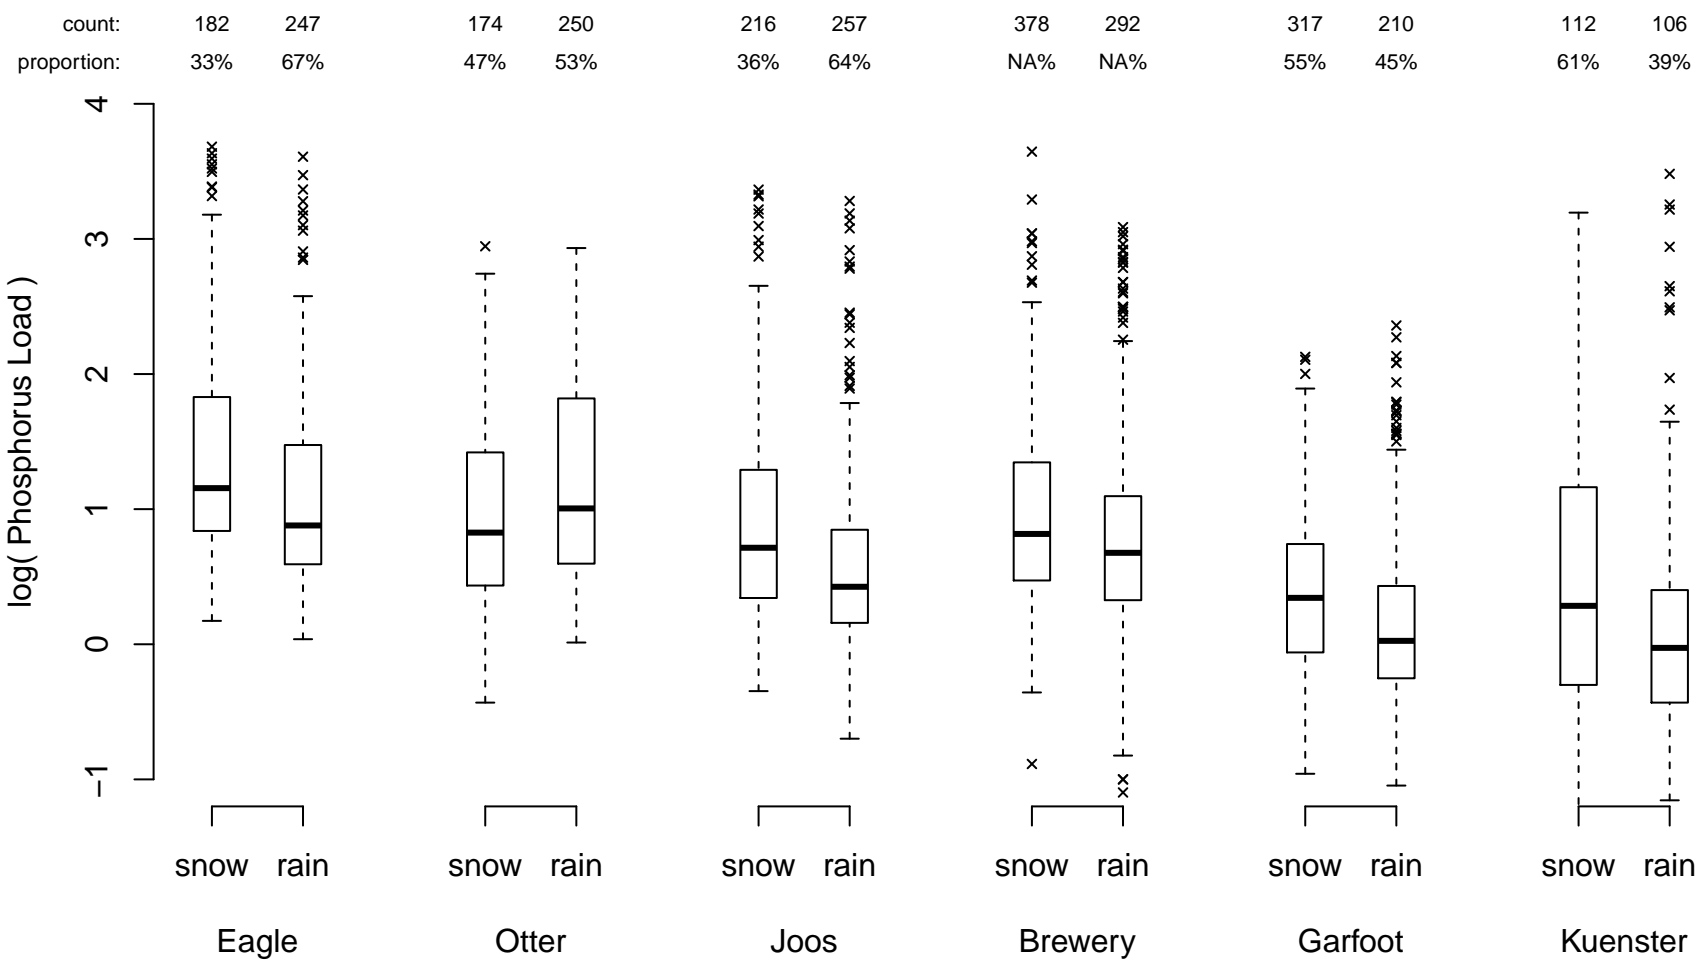 count: 182 247 174 250 216 257 378 292 317 210 112 106
proportion: 33% 67% 47% 53% 36% 64% NA% NA% 55% 45% 61% 39%
log( Phosphorus Load )
4
3
2
1
0
−1
snow rain snow rain snow rain snow rain snow rain snow rain
Eagle Otter Joos Brewery Garfoot Kuenster